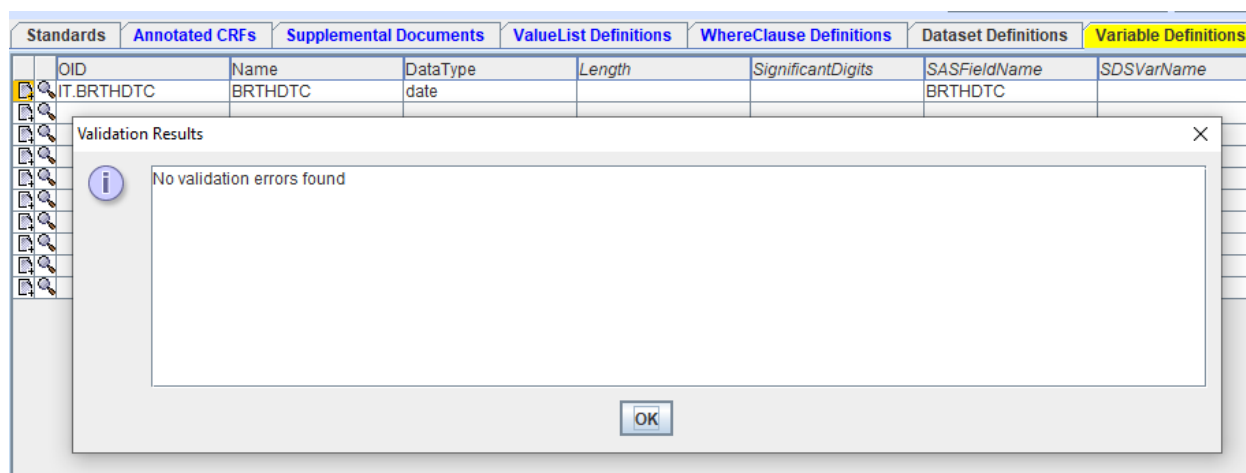 Standards Annotated CRFs Supplemental Documents ValueList Definitions WhereClause Definitions Dataset Definitions Variable Definitions
OID Name DataType Length SignificantDigits SASFieldName SDSVarName
IT.BRTHDTC BRTHDTC date BRTHDTC
Validation Results
No validation errors found
OK